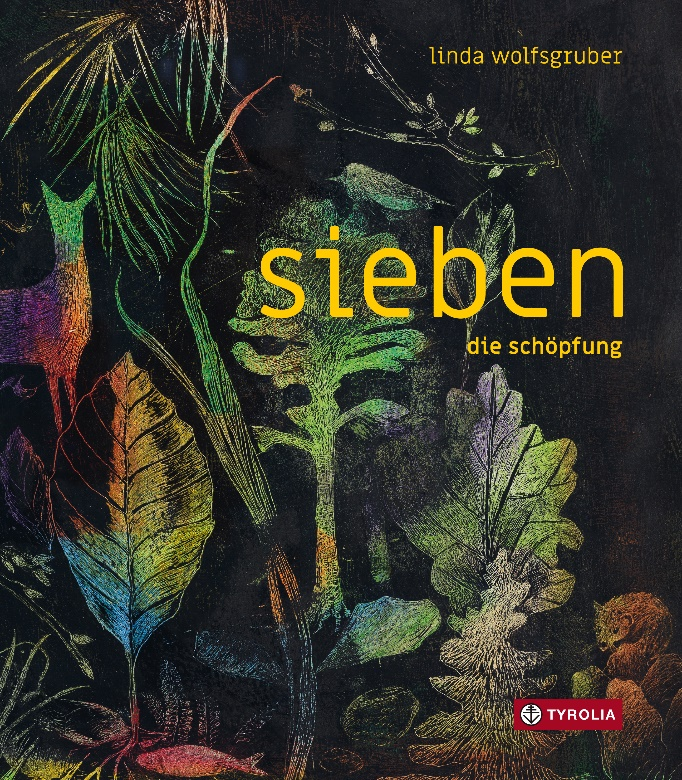 linda wolfsgruber
sieben
die schöpfung
TYROLIA